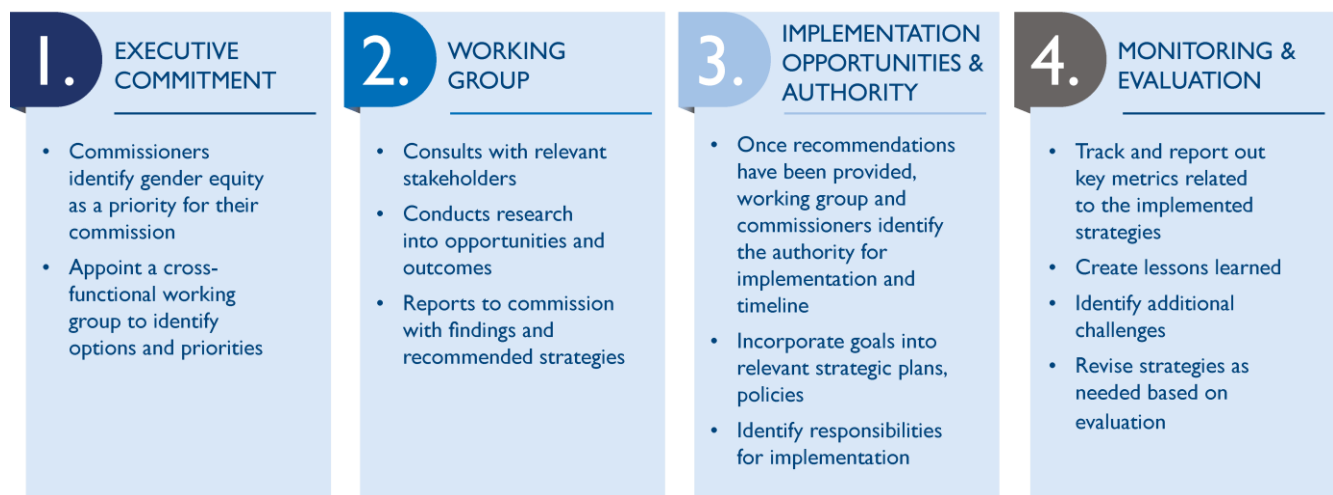 1.
EXECUTIVE
COMMITMENT
• Commissioners
identify gender equity
as a priority for their
commission
• Appoint a cross-
functional working
group to identify
options and priorities
2.
WORKING
GROUP
• Consults with relevant
stakeholders
• Conducts research
into opportunities and
outcomes
• Reports to commission
with findings and
recommended strategies
3.
IMPLEMENTATION
OPPORTUNITIES &
AUTHORITY
• Once recommendations
have been provided,
working group and
commissioners identify
the authority for
implementation and
timeline
• Incorporate goals into
relevant strategic plans,
policies
• Identify responsibilities
for implementation
4.
MONITORING &
EVALUATION
• Track and report out
key metrics related
to the implemented
strategies
• Create lessons learned
• Identify additional
challenges
• Revise strategies as
needed based on
evaluation